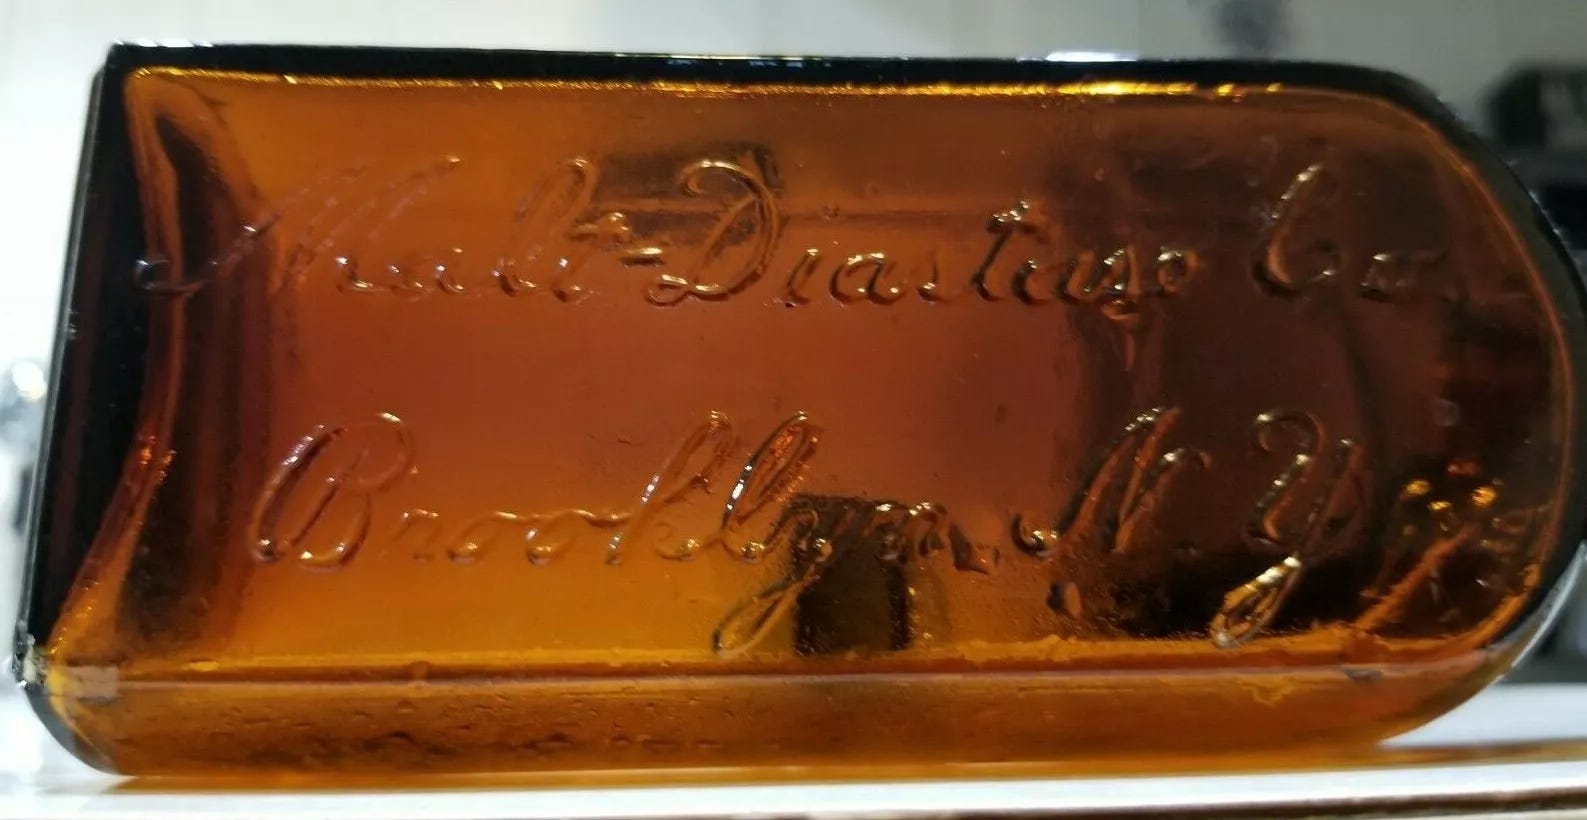 Malt-Diastase Co.
Brooklyn, N.Y.